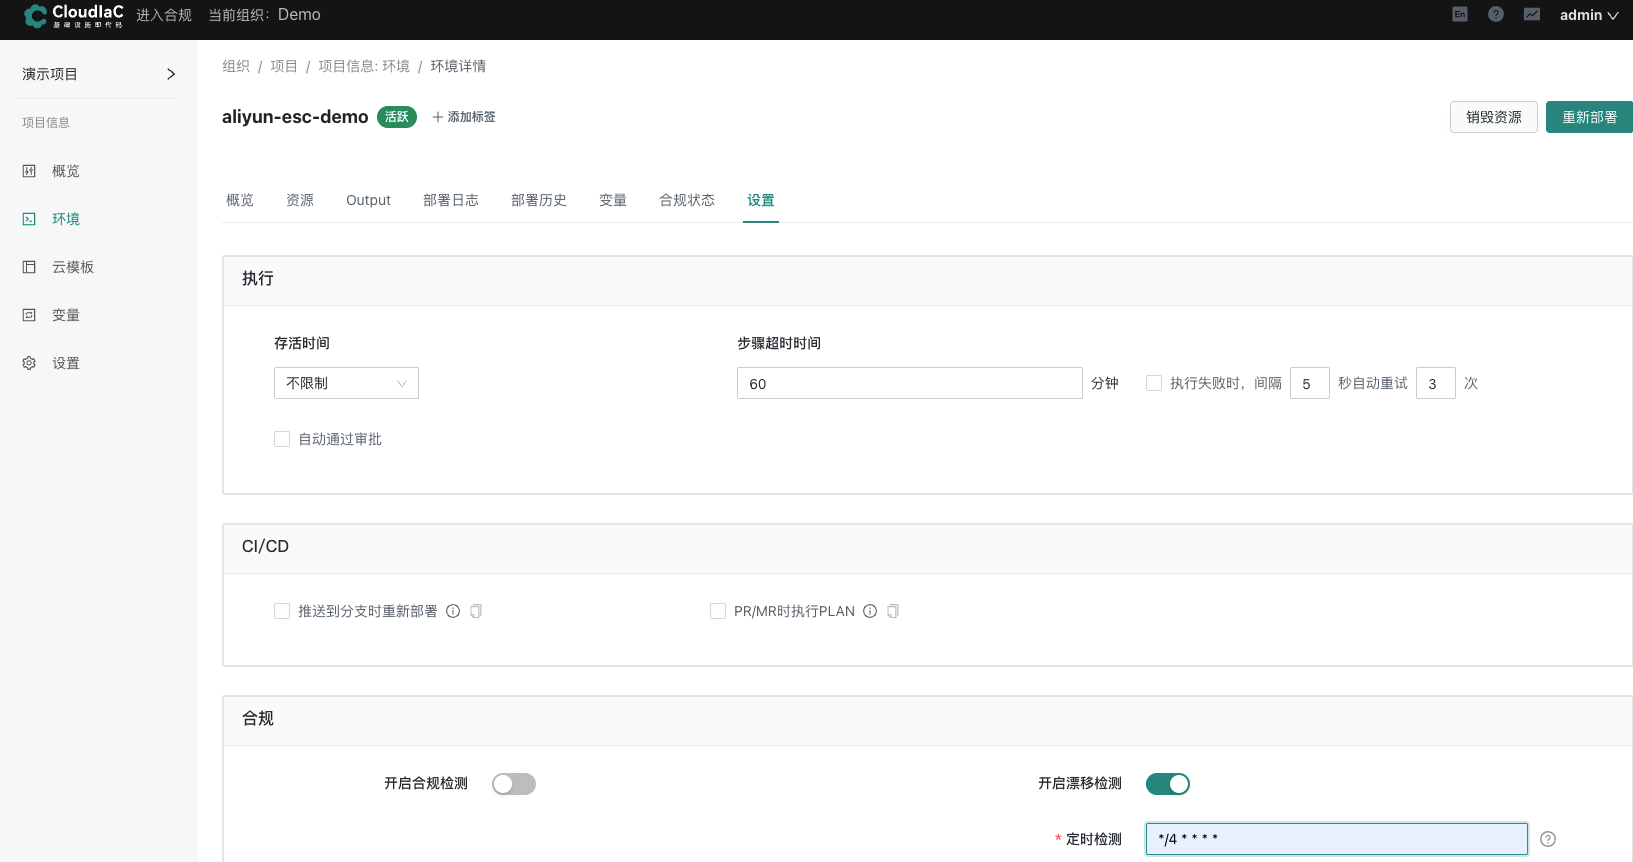 CloudIaC 进入合规 当前组织：Demo En ? admin
基础设施即代码
演示项目
组织 / 项目 / 项目信息: 环境 / 环境详情
aliyun-esc-demo 活跃 + 添加标签 销毁资源 重新部署
项目信息
概览
环境
云模板
变量
设置
概览 资源 Output 部署日志 部署历史 变量 合规状态 设置
执行
存活时间 步骤超时时间
不限制 60 分钟 执行失败时，间隔 5 秒自动重试 3 次
自动通过审批
CI/CD
推送到分支时重新部署 PR/MR时执行PLAN
合规
开启合规检测 开启漂移检测
* 定时检测 */4 * * * * ?